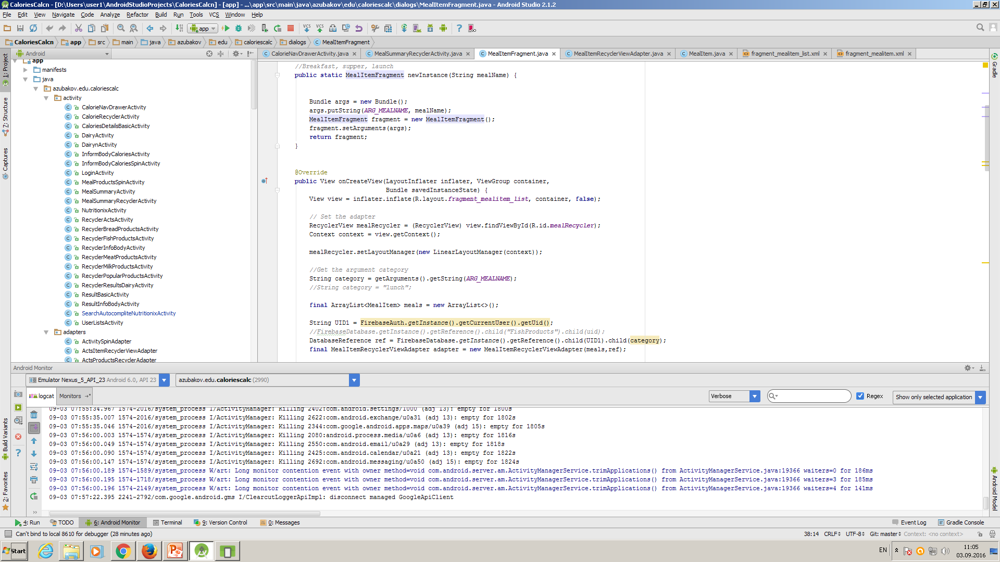 CaloriesCalcn - [D:\Users\user1\AndroidStudioProjects\CaloriesCalcn] - [app] - ...\app\src\main\java\azubakov\edu\caloriescalc\dialogs\MealItemFragment.java - Android Studio 2.1.2
File Edit View Navigate Code Analyze Refactor Build Run Tools VCS Window Help
app
CaloriesCalcn app src main java azubakov edu caloriescalc dialogs MealItemFragment
Android
CalorieNavDrawerActivity.java MealSummaryRecyclerActivity.java MealItemFragment.java MealItemRecyclerViewAdapter.java MealItem.java fragment_mealitem_list.xml fragment_mealitem.xml
1: Project
Z: Structure
Captures
Build Variants
2: Favorites
Gradle
Android Model
app
manifests
java
azubakov.edu.caloriescalc
activity
CalorieNavDrawerActivity
CalorieRecyclerActivity
CaloriesDetailsBasicActivity
DairyActivity
DairynActivity
InformBodyCaloriesActivity
InformBodyCaloriesSpinActivity
LoginActivity
MealProductsSpinActivity
MealSummaryActivity
MealSummaryRecyclerActivity
NutritionixActivity
RecyclerActsActivity
RecyclerBreadProductsActivity
RecyclerFishProductsActivity
RecyclerInfoBodyActivity
RecyclerMeatProductsActivity
RecyclerMilkProductsActivity
RecyclerPopularProductsActivity
RecyclerResultsDairyActivity
ResultBasicActivity
ResultInfoBodyActivity
SearchAutocompliteNutritionixActivity
UserListsActivity
adapters
ActivitySpinAdapter
ActsItemRecyclerViewAdapter
ActsProductsRecyclerAdapter
//Breakfast, supper, launch
public static MealItemFragment newInstance(String mealName) {
Bundle args = new Bundle();
args.putString(ARG_MEALNAME, mealName);
MealItemFragment fragment = new MealItemFragment();
fragment.setArguments(args);
return fragment;
}
@Override
public View onCreateView(LayoutInflater inflater, ViewGroup container,
Bundle savedInstanceState) {
View view = inflater.inflate(R.layout.fragment_mealitem_list, container, false);
// Set the adapter
RecyclerView mealRecycler = (RecyclerView) view.findViewById(R.id.mealRecycler);
Context context = view.getContext();
mealRecycler.setLayoutManager(new LinearLayoutManager(context));
//Get the argument category
String category = getArguments().getString(ARG_MEALNAME);
//String category = "lunch";
final ArrayList<MealItem> meals = new ArrayList<>();
String UID1 = FirebaseAuth.getInstance().getCurrentUser().getUid();
//FirebaseDatabase.getInstance().getReference().child("FishProducts").child(uid);
DatabaseReference ref = FirebaseDatabase.getInstance().getReference().child(UID1).child(category);
final MealItemRecyclerViewAdapter adapter = new MealItemRecyclerViewAdapter(meals,ref);
Android Monitor
Emulator Nexus_5_API_23 Android 6.0, API 23 azubakov.edu.caloriescalc (2990)
logcat Monitors Verbose Regex Show only selected application
09-03 07:55:34.967 1574-2016/system_process I/ActivityManager: Killing 2402:com.android.settings/1000 (adj 13): empty for 1800s
09-03 07:55:35.007 1574-2016/system_process I/ActivityManager: Killing 2622:com.android.exchange/u0a31 (adj 13): empty for 1802s
09-03 07:55:35.046 1574-2016/system_process I/ActivityManager: Killing 2344:com.google.android.apps.maps/u0a39 (adj 15): empty for 1805s
09-03 07:56:00.003 1574-1574/system_process I/ActivityManager: Killing 2080:android.process.media/u0a6 (adj 13): empty for 1816s
09-03 07:56:00.049 1574-1574/system_process I/ActivityManager: Killing 2550:com.android.email/u0a29 (adj 13): empty for 1818s
09-03 07:56:00.090 1574-1574/system_process I/ActivityManager: Killing 2425:com.android.calendar/u0a21 (adj 13): empty for 1822s
09-03 07:56:00.147 1574-1574/system_process I/ActivityManager: Killing 2692:com.android.messaging/u0a50 (adj 15): empty for 1824s
09-03 07:56:00.189 1574-1589/system_process W/art: Long monitor contention event with owner method=void com.android.server.am.ActivityManagerService.trimApplications() from ActivityManagerService.java:19366 waiters=0 for 186ms
09-03 07:56:00.195 1574-1718/system_process W/art: Long monitor contention event with owner method=void com.android.server.am.ActivityManagerService.trimApplications() from ActivityManagerService.java:19366 waiters=3 for 185ms
09-03 07:56:00.196 1574-2149/system_process W/art: Long monitor contention event with owner method=void com.android.server.am.ActivityManagerService.trimApplications() from ActivityManagerService.java:19366 waiters=4 for 141ms
09-03 07:57:22.395 2241-2792/com.google.android.gms I/ClearcutLoggerApiImpl: disconnect managed GoogleApiClient
4: Run TODO 6: Android Monitor Terminal 9: Version Control 0: Messages Event Log Gradle Console
Can't bind to local 8610 for debugger (28 minutes ago) 38:14 CRLF UTF-8 Git: master Context: <no context>
Start EN 11:05
03.09.2016